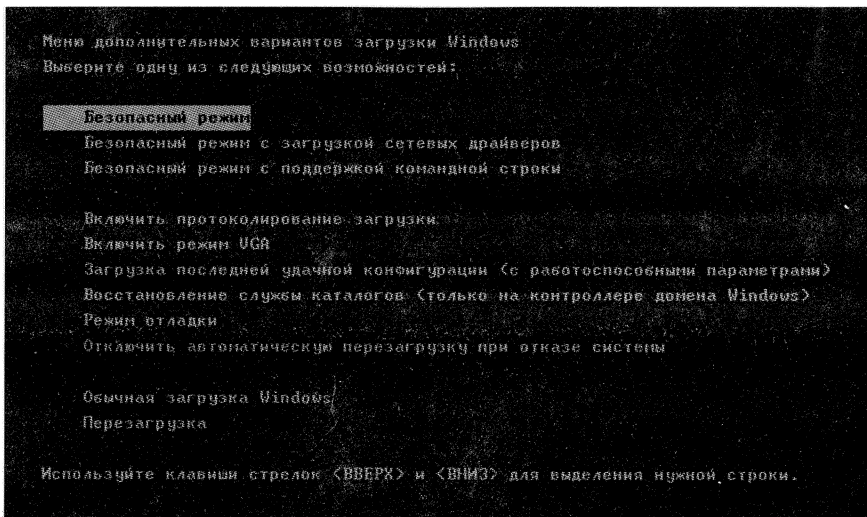 Меню дополнительных вариантов загрузки Windows
Выберите одну из следующих возможностей:
Безопасный режим
Безопасный режим с загрузкой сетевых драйверов
Безопасный режим с поддержкой командной строки
Включить протоколирование загрузки
Включить режим VGA
Загрузка последней удачной конфигурации (с работоспособными параметрами)
Восстановление службы каталогов (только на контроллере домена Windows)
Режим отладки
Отключить автоматическую перезагрузку при отказе системы
Обычная загрузка Windows
Перезагрузка
Используйте клавиши стрелок <ВВЕРХ> и <ВНИЗ> для выделения нужной строки.